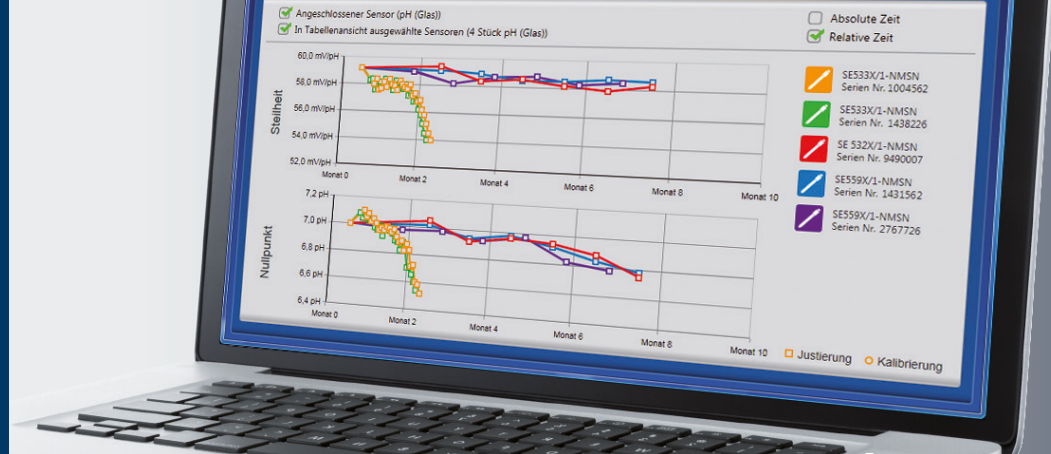 Angeschlossener Sensor (pH (Glas))
In Tabellenansicht ausgewählte Sensoren (4 Stück pH (Glas))
Absolute Zeit
Relative Zeit
Steilheit
60,0 mV/pH
58,0 mV/pH
56,0 mV/pH
54,0 mV/pH
52,0 mV/pH
Monat 0
Monat 2
Monat 4
Monat 6
Monat 8
Monat 10
SE533X/1-NMSN
Serien Nr. 1004562
SE533X/1-NMSN
Serien Nr. 1438226
SE 532X/1-NMSN
Serien Nr. 9490007
SE559X/1-NMSN
Serien Nr. 1431562
SE559X/1-NMSN
Serien Nr. 2767726
Nullpunkt
7,2 pH
7,0 pH
6,8 pH
6,6 pH
6,4 pH
Monat 0
Monat 2
Monat 4
Monat 6
Monat 8
Monat 10
Justierung
Kalibrierung